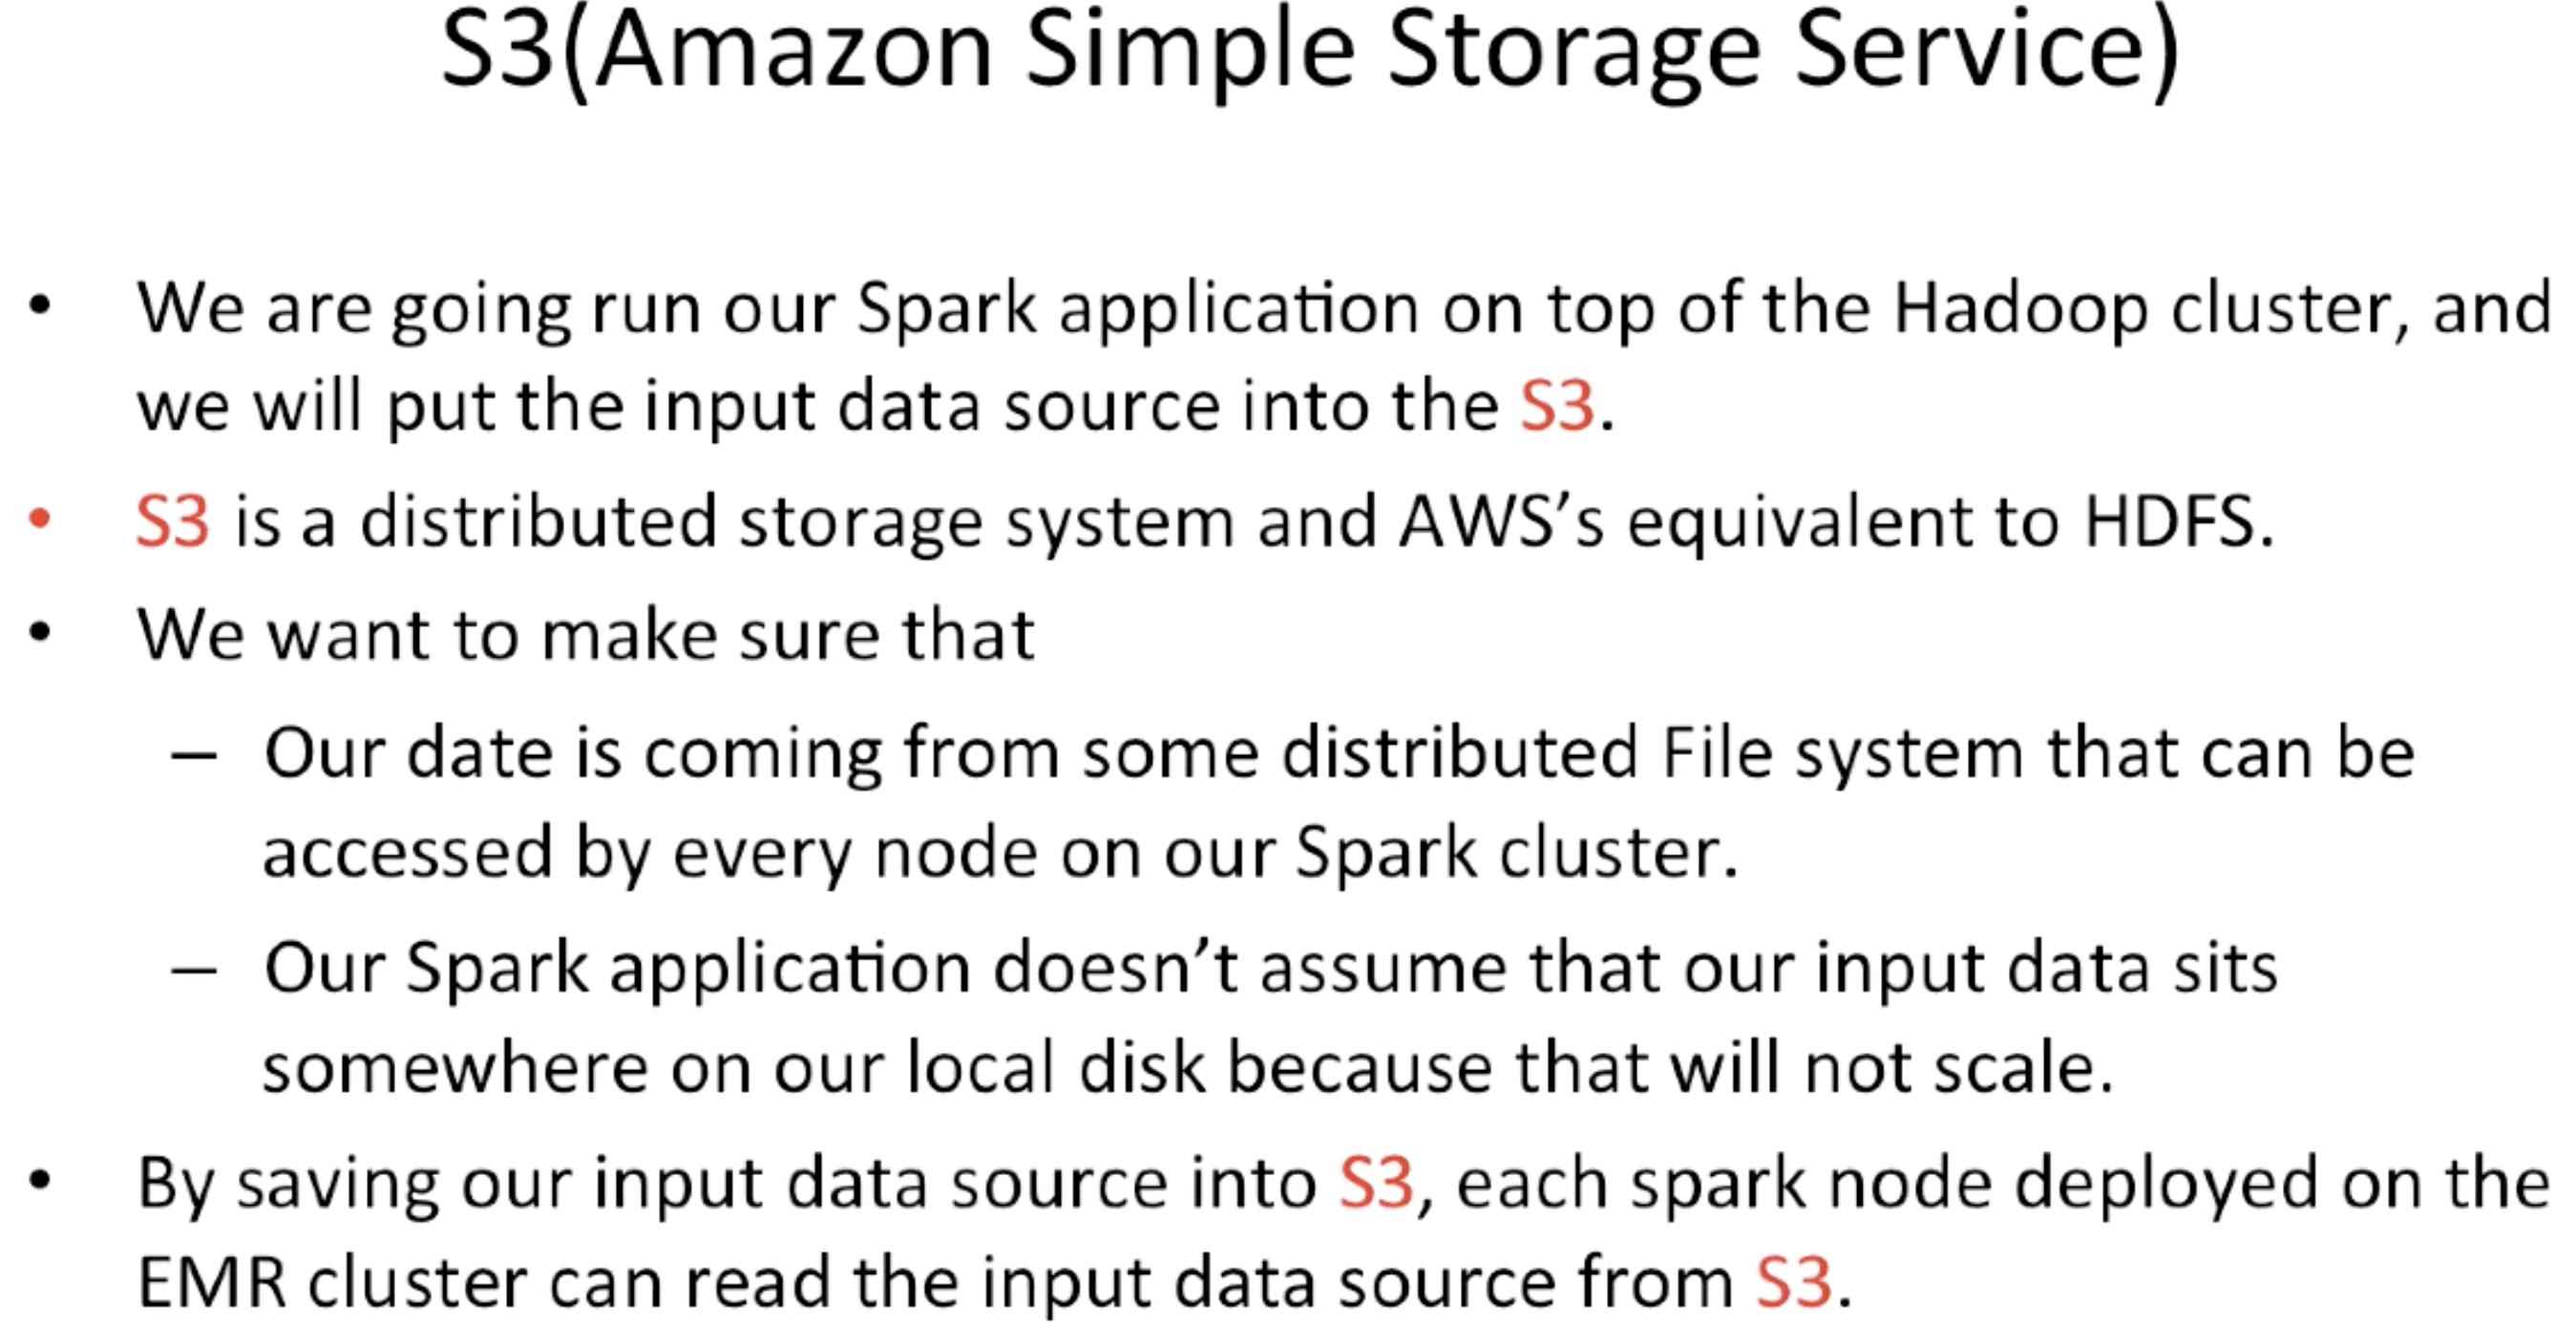 S3(Amazon Simple Storage Service)
• We are going run our Spark application on top of the Hadoop cluster, and
we will put the input data source into the S3.
• S3 is a distributed storage system and AWS’s equivalent to HDFS.
• We want to make sure that
– Our date is coming from some distributed File system that can be
accessed by every node on our Spark cluster.
– Our Spark application doesn’t assume that our input data sits
somewhere on our local disk because that will not scale.
• By saving our input data source into S3, each spark node deployed on the
EMR cluster can read the input data source from S3.